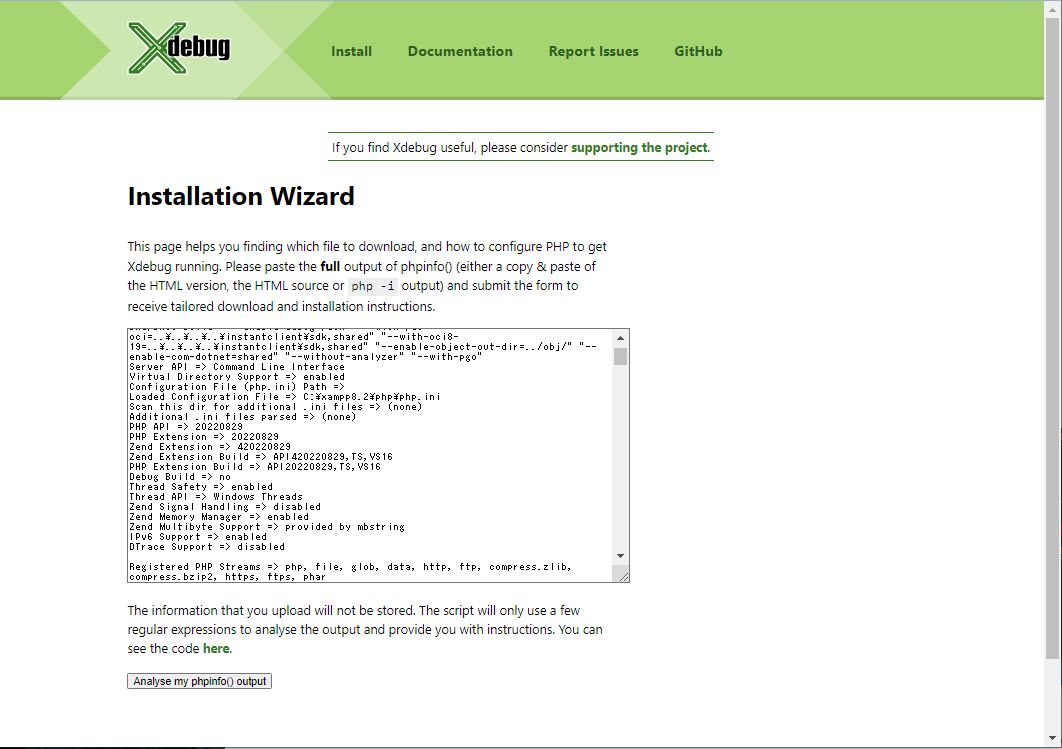 Xdebug
Install Documentation Report Issues GitHub
If you find Xdebug useful, please consider supporting the project.
Installation Wizard
This page helps you finding which file to download, and how to configure PHP to get
Xdebug running. Please paste the full output of phpinfo() (either a copy & paste of
the HTML version, the HTML source or php -i output) and submit the form to
receive tailored download and installation instructions.
oci=..¥..¥..¥..¥instantclient¥sdk,shared" "--with-oci8-
19=..¥..¥..¥..¥instantclient¥sdk,shared" "--enable-object-out-dir=../obj/" "--
enable-com-dotnet=shared" "--without-analyzer" "--with-pgo"
Server API => Command Line Interface
Virtual Directory Support => enabled
Configuration File (php.ini) Path =>
Loaded Configuration File => C:¥xampp8.2¥php¥php.ini
Scan this dir for additional .ini files => (none)
Additional .ini files parsed => (none)
PHP API => 20220829
PHP Extension => 20220829
Zend Extension => 420220829
Zend Extension Build => API420220829,TS,VS16
PHP Extension Build => API20220829,TS,VS16
Debug Build => no
Thread Safety => enabled
Thread API => Windows Threads
Zend Signal Handling => disabled
Zend Memory Manager => enabled
Zend Multibyte Support => provided by mbstring
IPv6 Support => enabled
DTrace Support => disabled
Registered PHP Streams => php, file, glob, data, http, ftp, compress.zlib,
compress.bzip2, https, ftps, phar
The information that you upload will not be stored. The script will only use a few
regular expressions to analyse the output and provide you with instructions. You can
see the code here.
Analyse my phpinfo() output